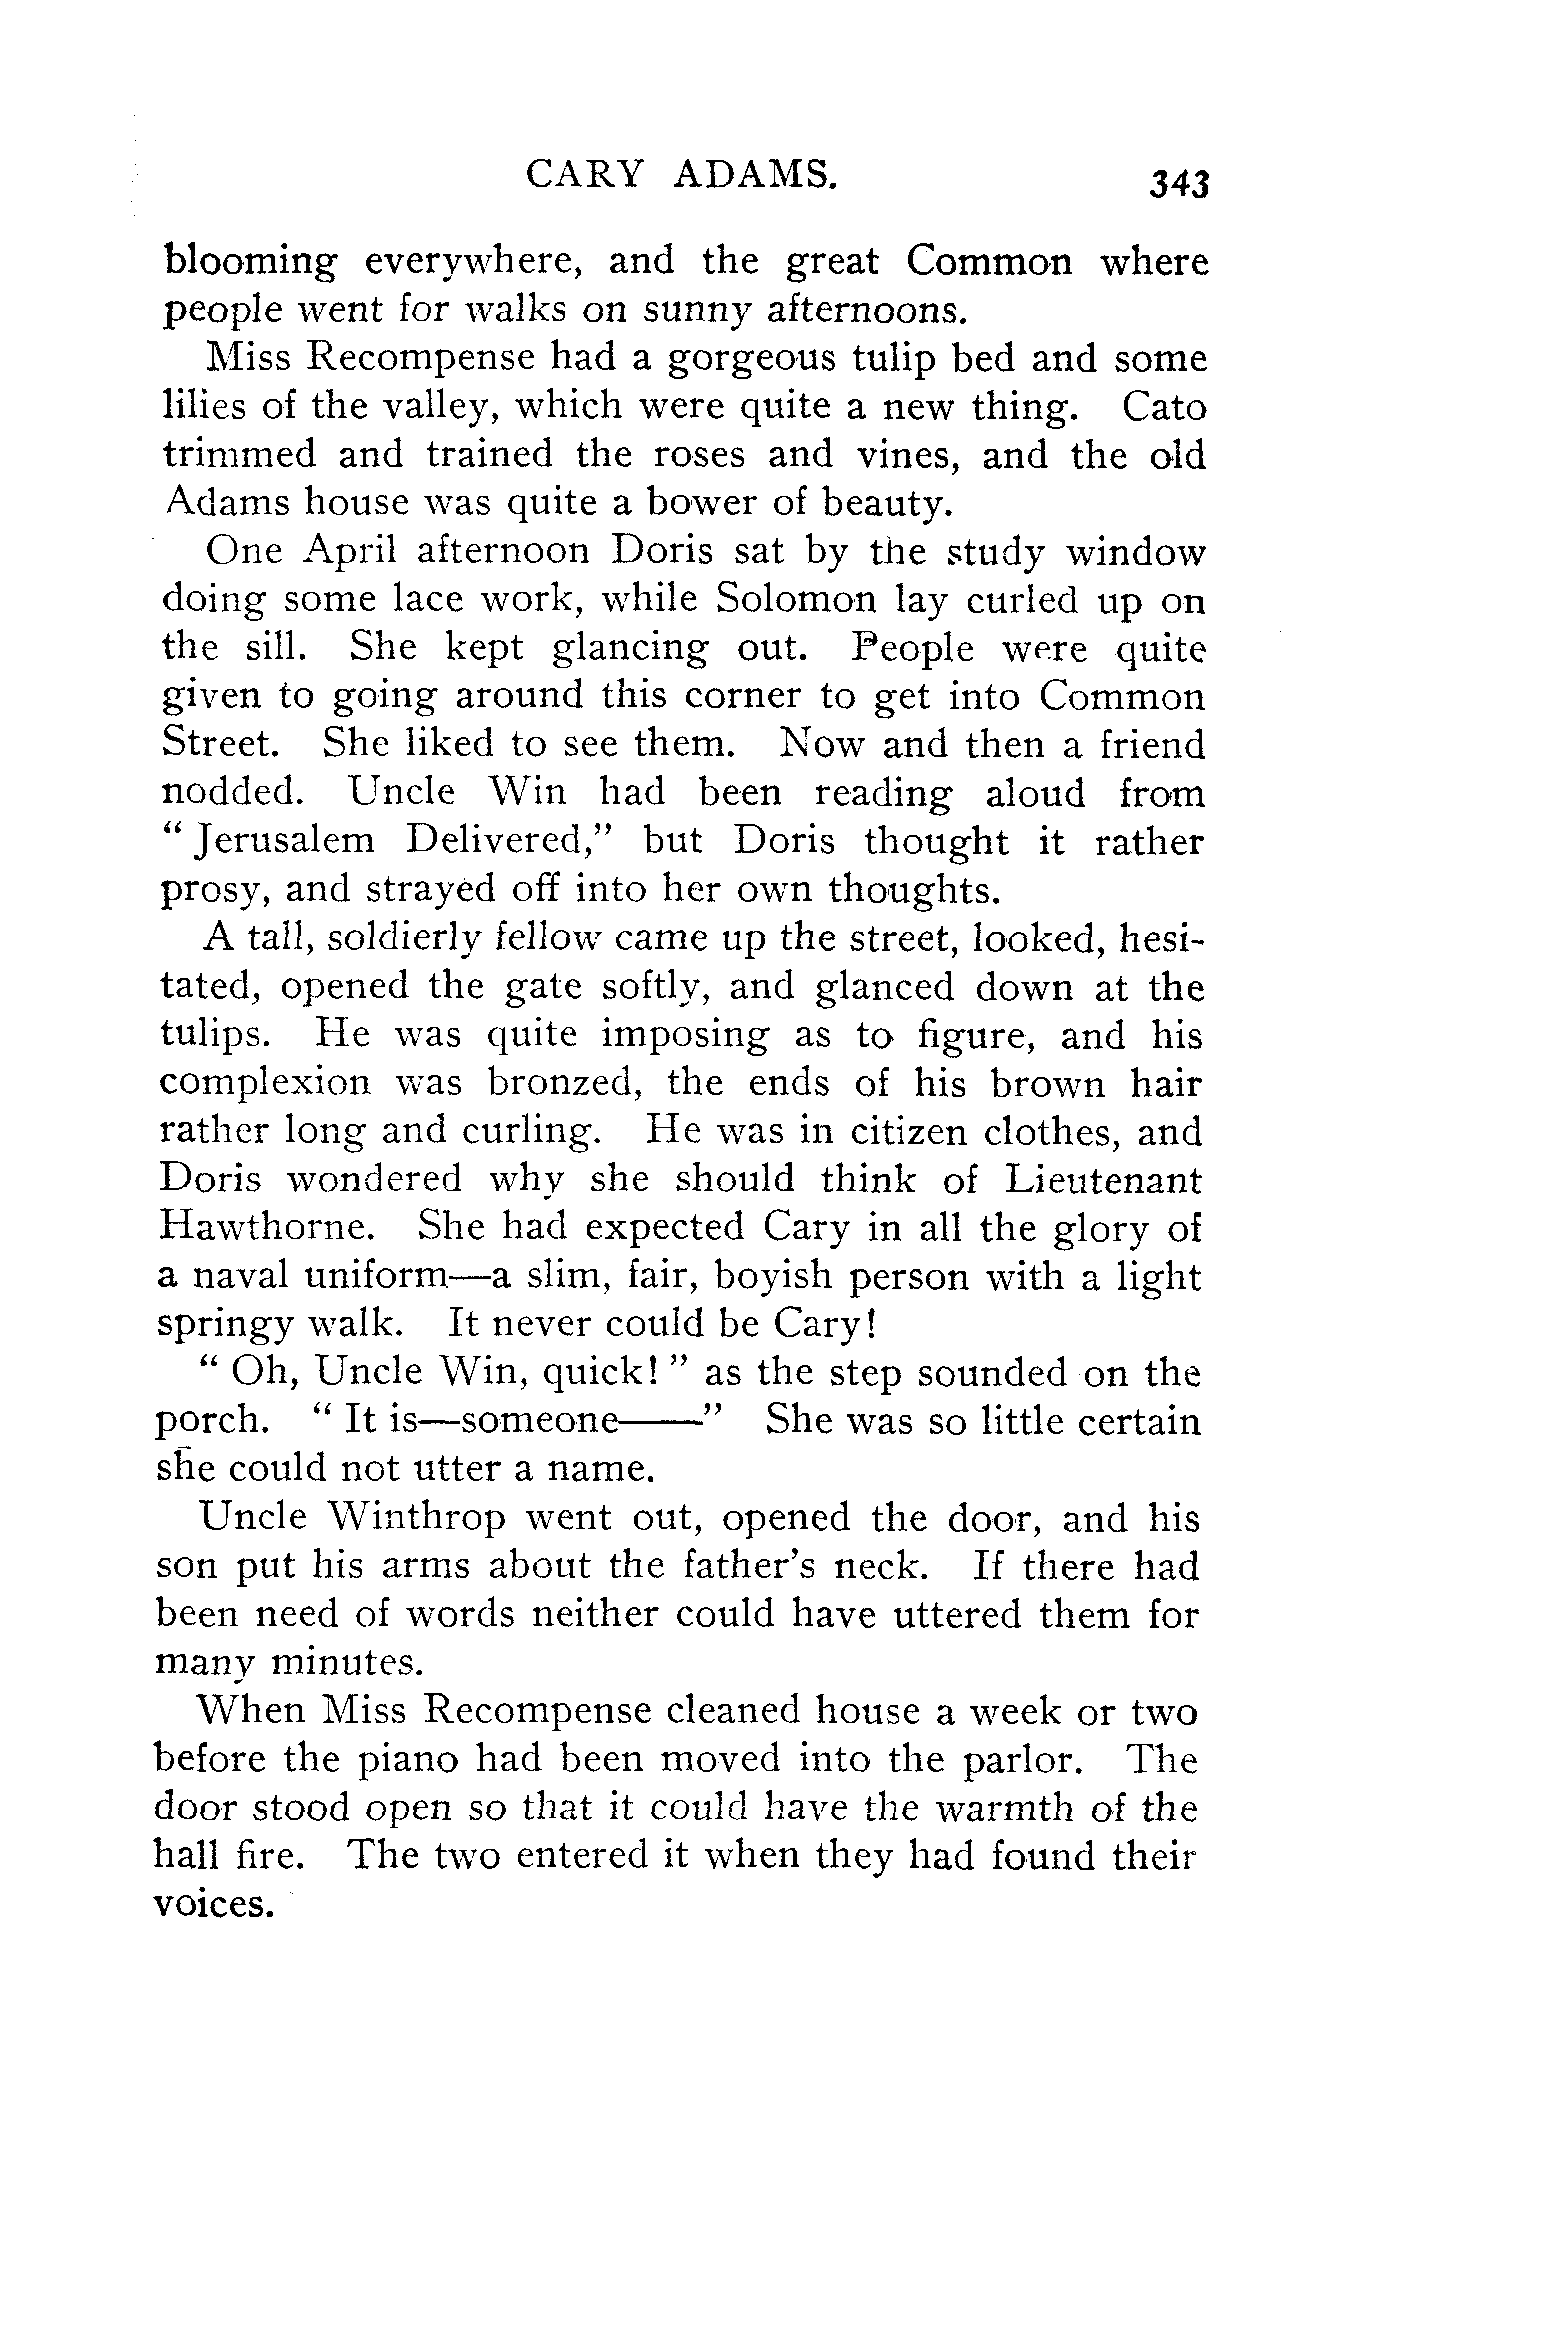 CARY ADAMS. 343
blooming everywhere, and the great Common where
people went for walks on sunny afternoons.
Miss Recompense had a gorgeous tulip bed and some
lilies of the valley, which were quite a new thing. Cato
trimmed and trained the roses and vines, and the old
Adams house was quite a bower of beauty.
One April afternoon Doris sat by the study window
doing some lace work, while Solomon lay curled up on
the sill. She kept glancing out. People were quite
given to going around this corner to get into Common
Street. She liked to see them. Now and then a friend
nodded. Uncle Win had been reading aloud from
“Jerusalem Delivered,” but Doris thought it rather
prosy, and strayed off into her own thoughts.
A tall, soldierly fellow came up the street, looked, hesi-
tated, opened the gate softly, and glanced down at the
tulips. He was quite imposing as to figure, and his
complexion was bronzed, the ends of his brown hair
rather long and curling. He was in citizen clothes, and
Doris wondered why she should think of Lieutenant
Hawthorne. She had expected Cary in all the glory of
a naval uniform—a slim, fair, boyish person with a light
springy walk. It never could be Cary!
“ Oh, Uncle Win, quick! ” as the step sounded on the
porch. “ It is—someone——” She was so little certain
she could not utter a name.
Uncle Winthrop went out, opened the door, and his
son put his arms about the father’s neck. If there had
been need of words neither could have uttered them for
many minutes.
When Miss Recompense cleaned house a week or two
before the piano had been moved into the parlor. The
door stood open so that it could have the warmth of the
hall fire. The two entered it when they had found their
voices.